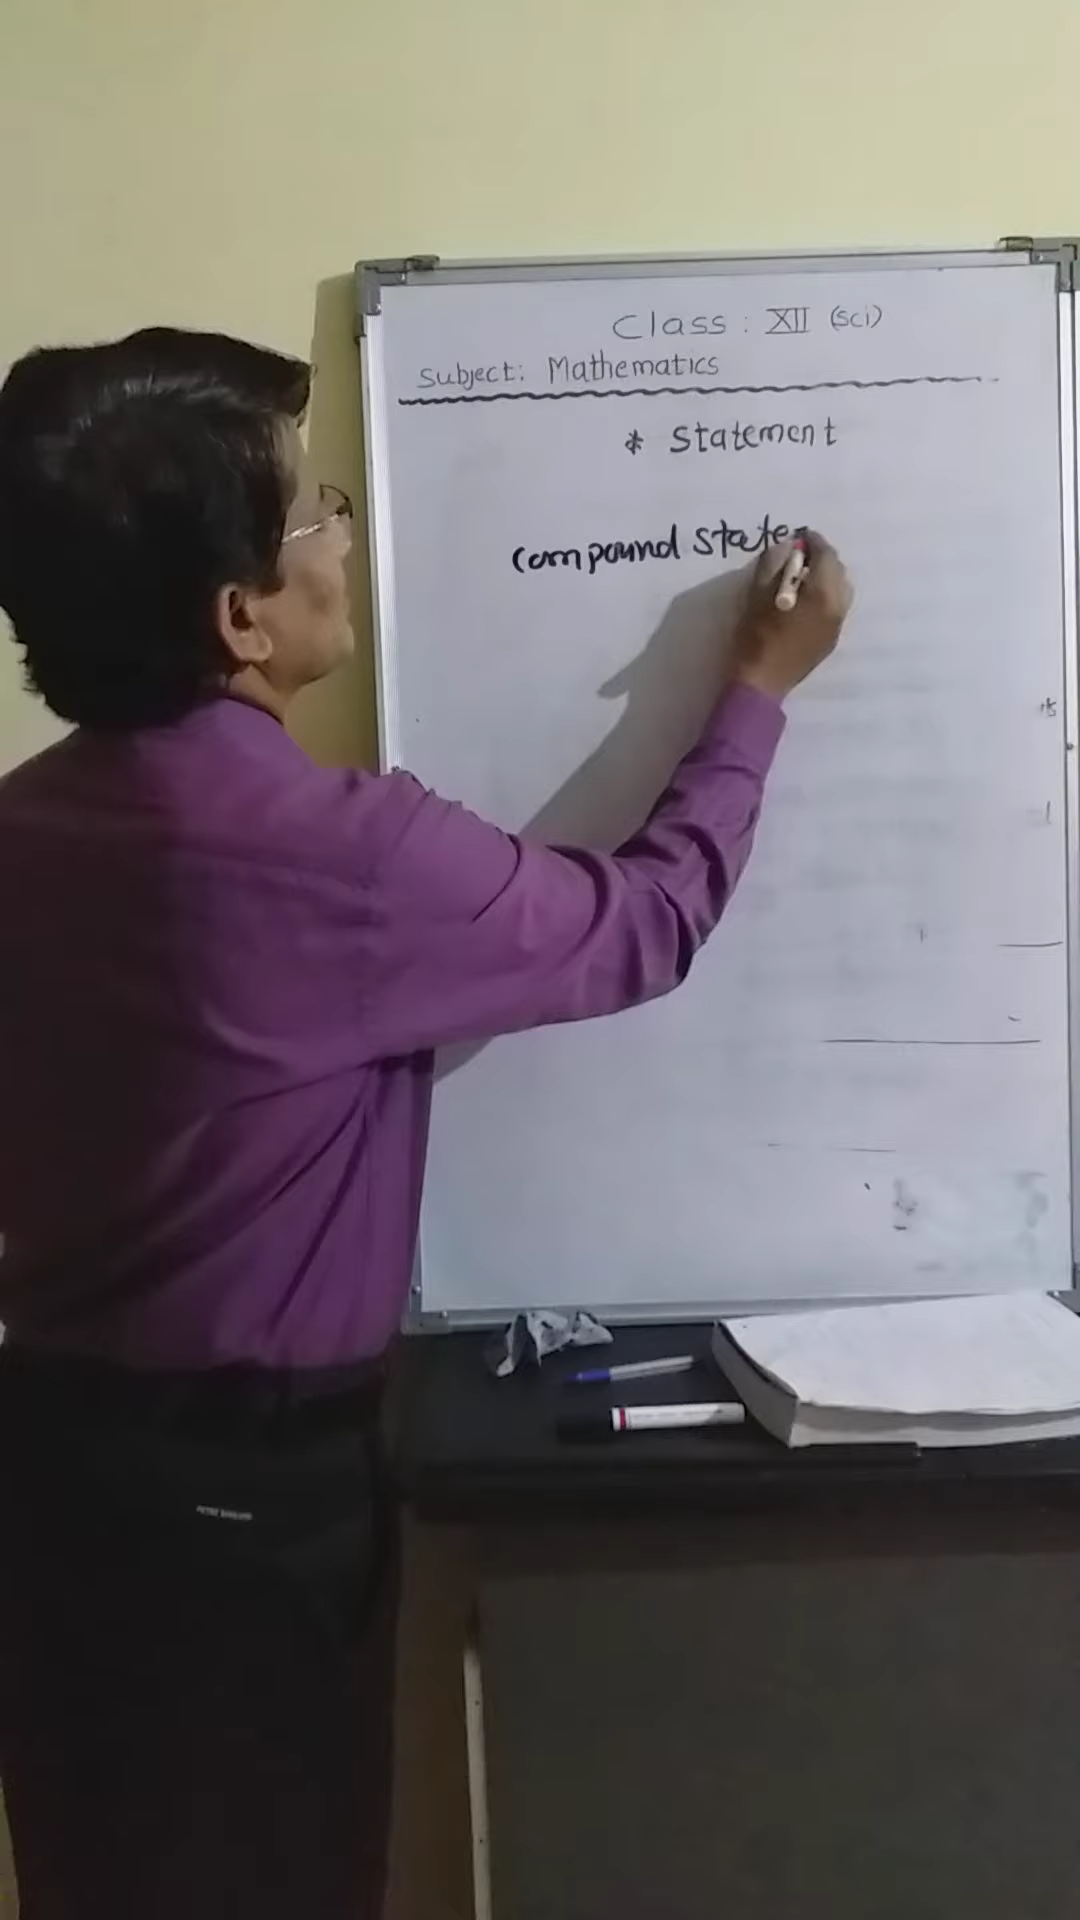 Class : XII (sci)
Subject: Mathematics
* Statement
Compound State